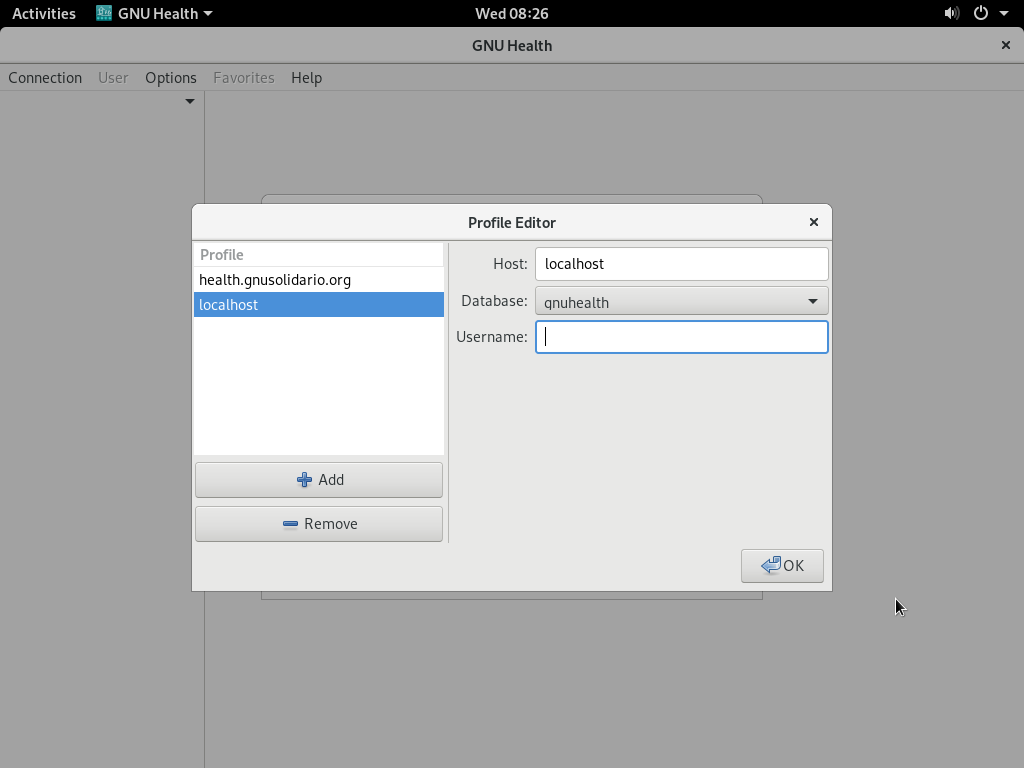 Activities GNU Health Wed 08:26
GNU Health
Connection User Options Favorites Help
Profile Editor
Profile
health.gnusolidario.org
localhost
Add
Remove
Host: localhost
Database: gnuhealth
Username:
OK